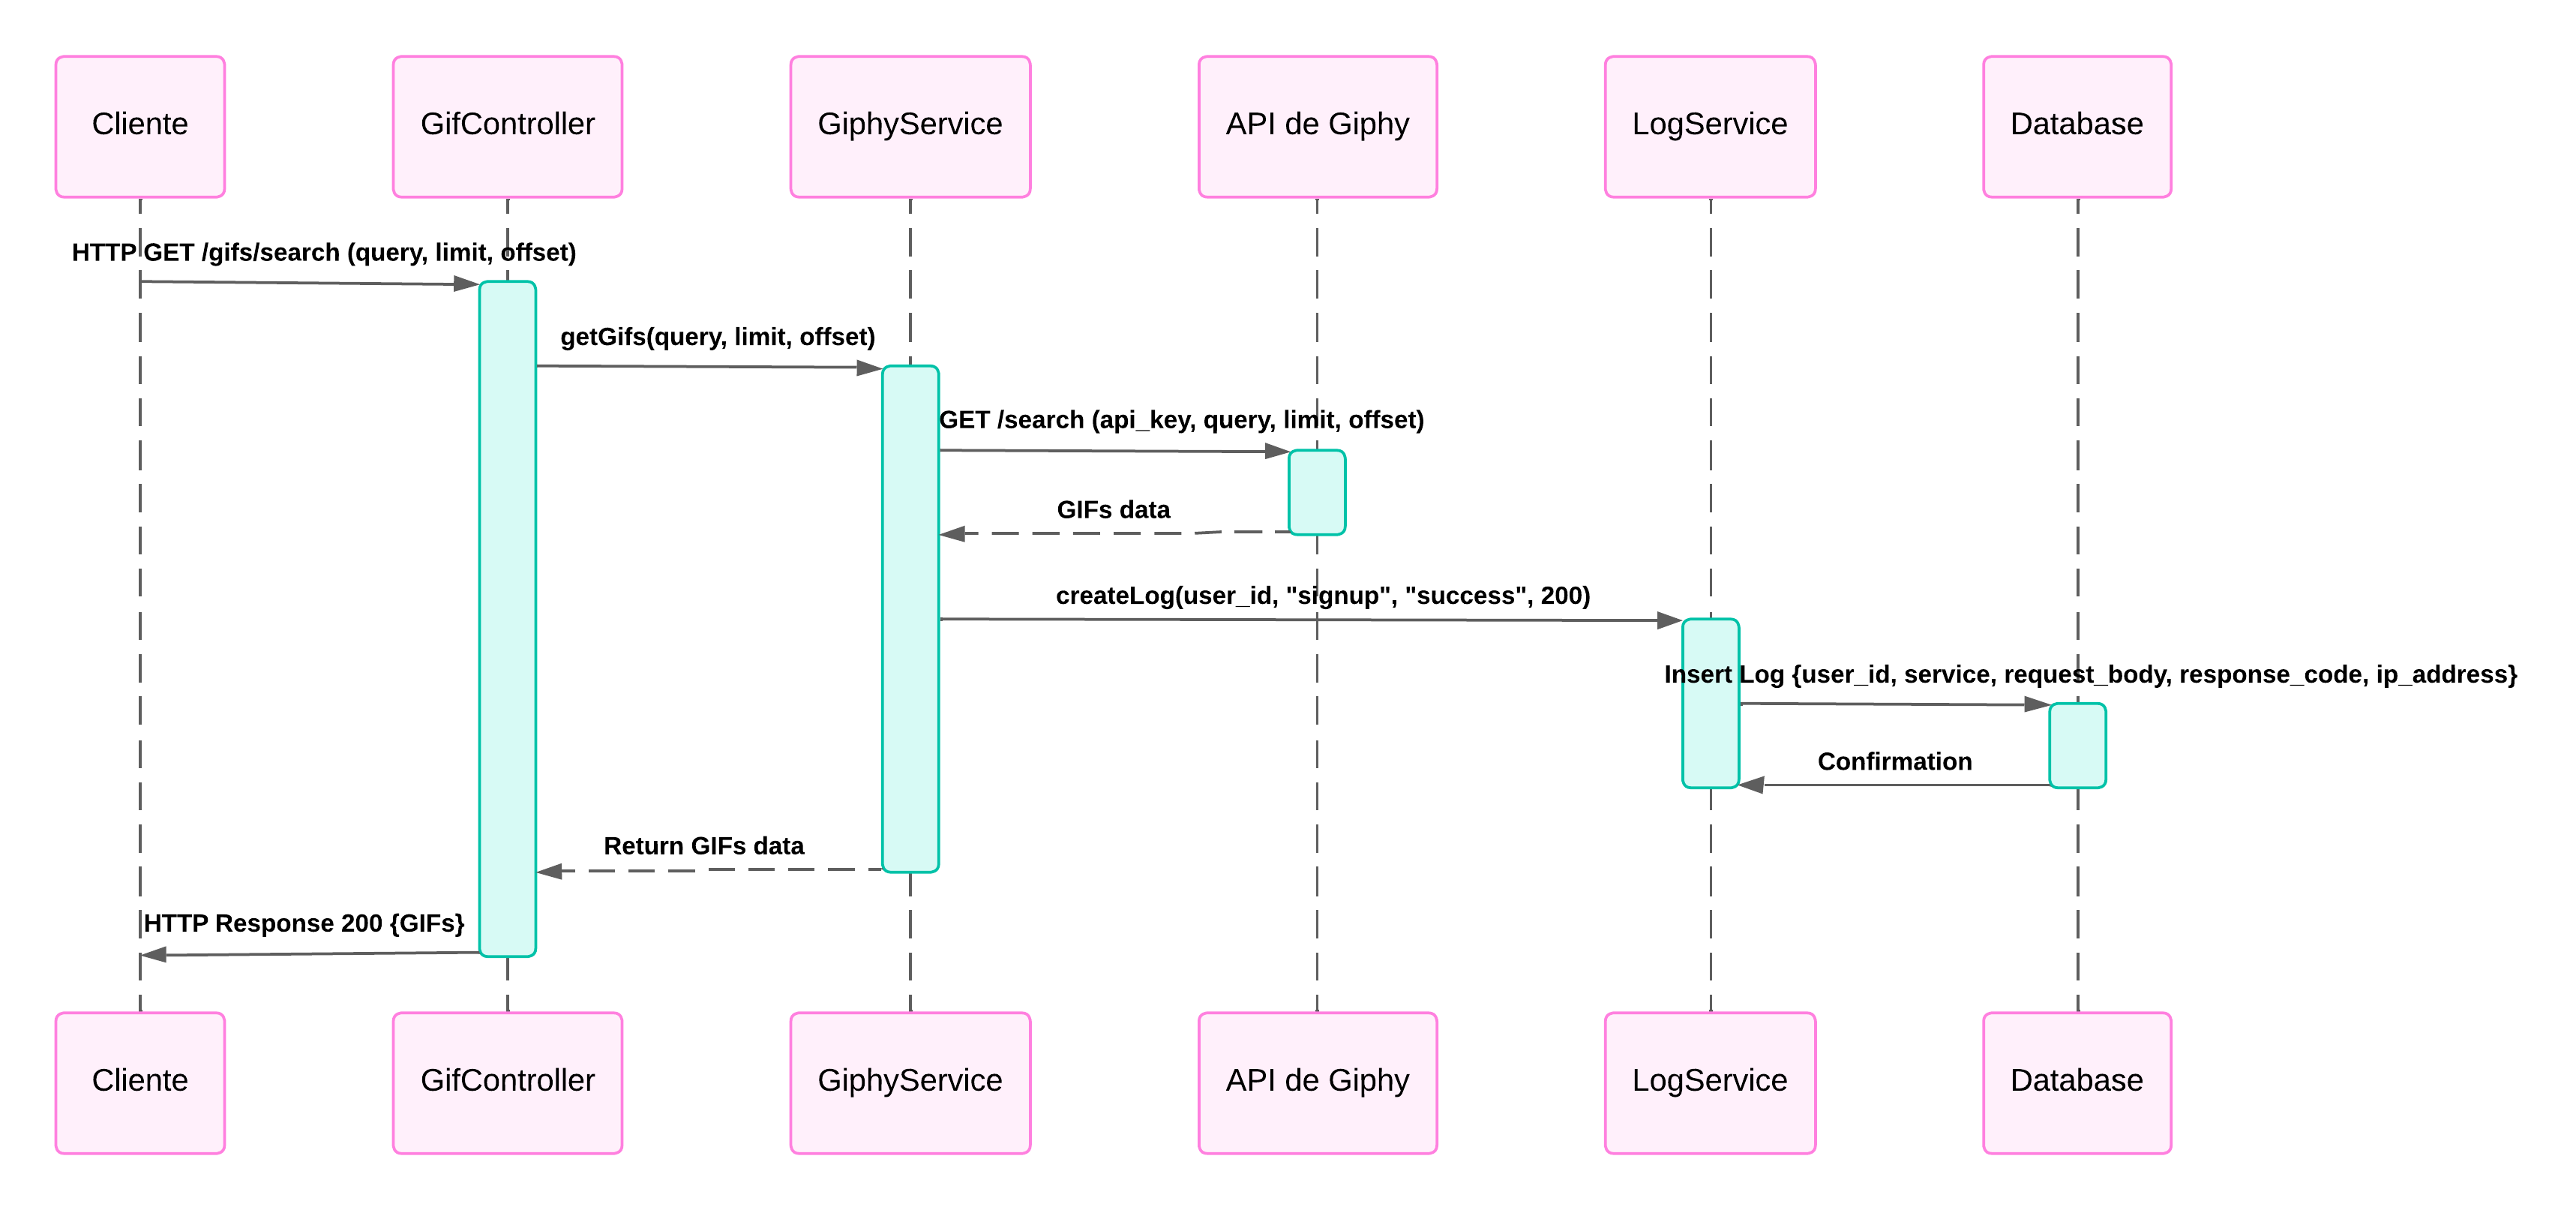 Cliente
GifController
GiphyService
API de Giphy
LogService
Database
HTTP GET /gifs/search (query, limit, offset)
getGifs(query, limit, offset)
GET /search (api_key, query, limit, offset)
GIFs data
createLog(user_id, "signup", "success", 200)
Insert Log {user_id, service, request_body, response_code, ip_address}
Confirmation
Return GIFs data
HTTP Response 200 {GIFs}
Cliente
GifController
GiphyService
API de Giphy
LogService
Database